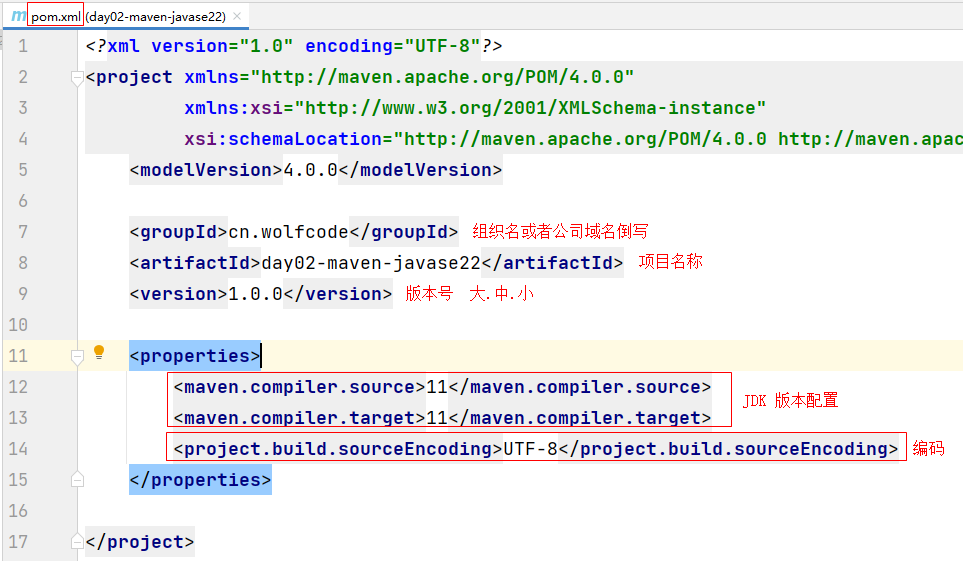 pom.xml (day02-maven-javase22)
1 <?xml version="1.0" encoding="UTF-8"?>
2 <project xmlns="http://maven.apache.org/POM/4.0.0"
3 xmlns:xsi="http://www.w3.org/2001/XMLSchema-instance"
4 xsi:schemaLocation="http://maven.apache.org/POM/4.0.0 http://maven.apac
5 <modelVersion>4.0.0</modelVersion>
6
7 <groupId>cn.wolfcode</groupId> 组织名或者公司域名倒写
8 <artifactId>day02-maven-javase22</artifactId> 项目名称
9 <version>1.0.0</version> 版本号 大.中.小
10
11 <properties>
12 <maven.compiler.source>11</maven.compiler.source>
JDK 版本配置
13 <maven.compiler.target>11</maven.compiler.target>
14 <project.build.sourceEncoding>UTF-8</project.build.sourceEncoding> 编码
15 </properties>
16
17 </project>